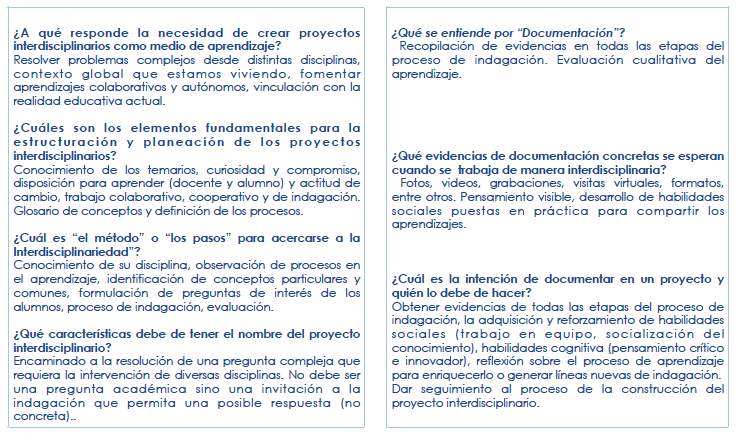 ¿A qué responde la necesidad de crear proyectos
interdisciplinarios como medio de aprendizaje?
Resolver problemas complejos desde distintas disciplinas,
contexto global que estamos viviendo, fomentar
aprendizajes colaborativos y autónomos, vinculación con la
realidad educativa actual.
¿Cuáles son los elementos fundamentales para la
estructuración y planeación de los proyectos
interdisciplinarios?
Conocimiento de los temarios, curiosidad y compromiso,
disposición para aprender (docente y alumno) y actitud de
cambio, trabajo colaborativo, cooperativo y de indagación.
Glosario de conceptos y definición de los procesos.
¿Cuál es “el método” o “los pasos” para acercarse a la
Interdisciplinariedad”?
Conocimiento de su disciplina, observación de procesos en
el aprendizaje, identificación de conceptos particulares y
comunes, formulación de preguntas de interés de los
alumnos, proceso de indagación, evaluación.
¿Qué características debe de tener el nombre del proyecto
interdisciplinario?
Encaminado a la resolución de una pregunta compleja que
requiera la intervención de diversas disciplinas. No debe ser
una pregunta académica sino una invitación a la
indagación que permita una posible respuesta (no
concreta)..
¿Qué se entiende por “Documentación”?
Recopilación de evidencias en todas las etapas del
proceso de indagación. Evaluación cualitativa del
aprendizaje.
¿Qué evidencias de documentación concretas se esperan
cuando se trabaja de manera interdisciplinaria?
Fotos, videos, grabaciones, visitas virtuales, formatos,
entre otros. Pensamiento visible, desarrollo de habilidades
sociales puestas en práctica para compartir los
aprendizajes.
¿Cuál es la intención de documentar en un proyecto y
quién lo debe de hacer?
Obtener evidencias de todas las etapas del proceso de
indagación, la adquisición y reforzamiento de habilidades
sociales (trabajo en equipo, socialización del
conocimiento), habilidades cognitiva (pensamiento crítico
e innovador), reflexión sobre el proceso de aprendizaje
para enriquecerlo o generar líneas nuevas de indagación.
Dar seguimiento al proceso de la construcción del
proyecto interdisciplinario.